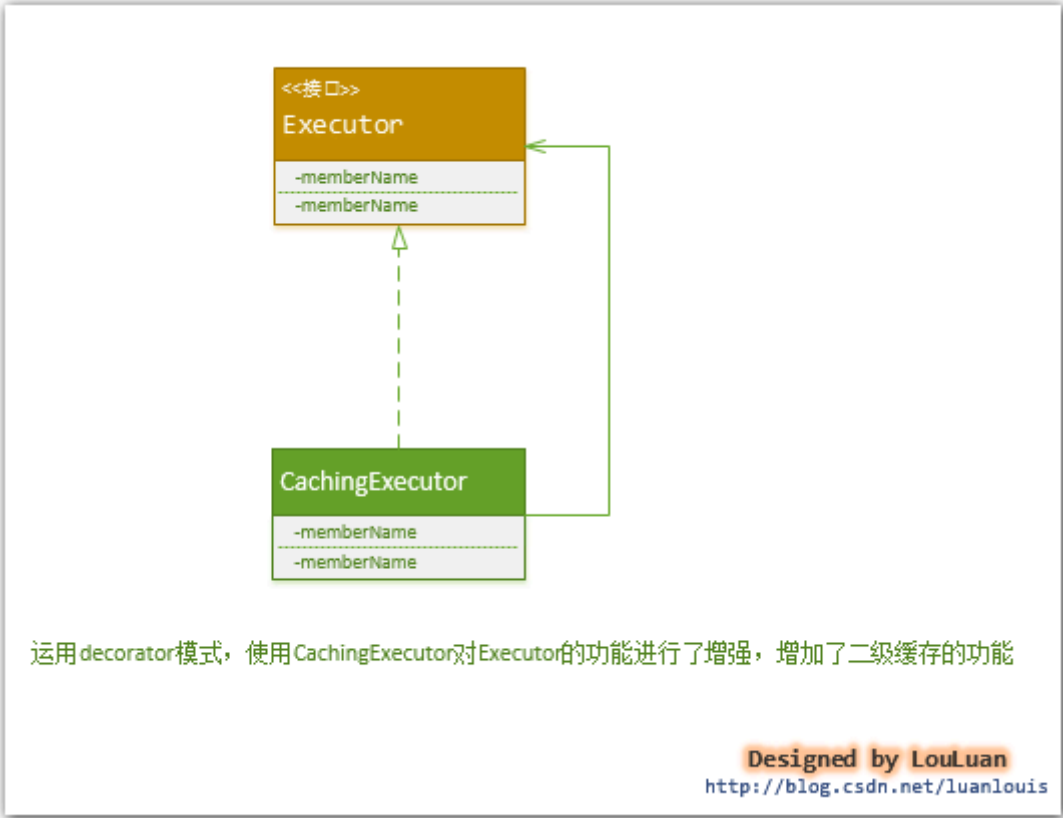 <<接口>>
Executor
-memberName
-memberName
CachingExecutor
-memberName
-memberName
运用decorator模式，使用CachingExecutor对Executor的功能进行了增强，增加了二级缓存的功能
Designed by LouLuan
http://blog.csdn.net/luanlouis